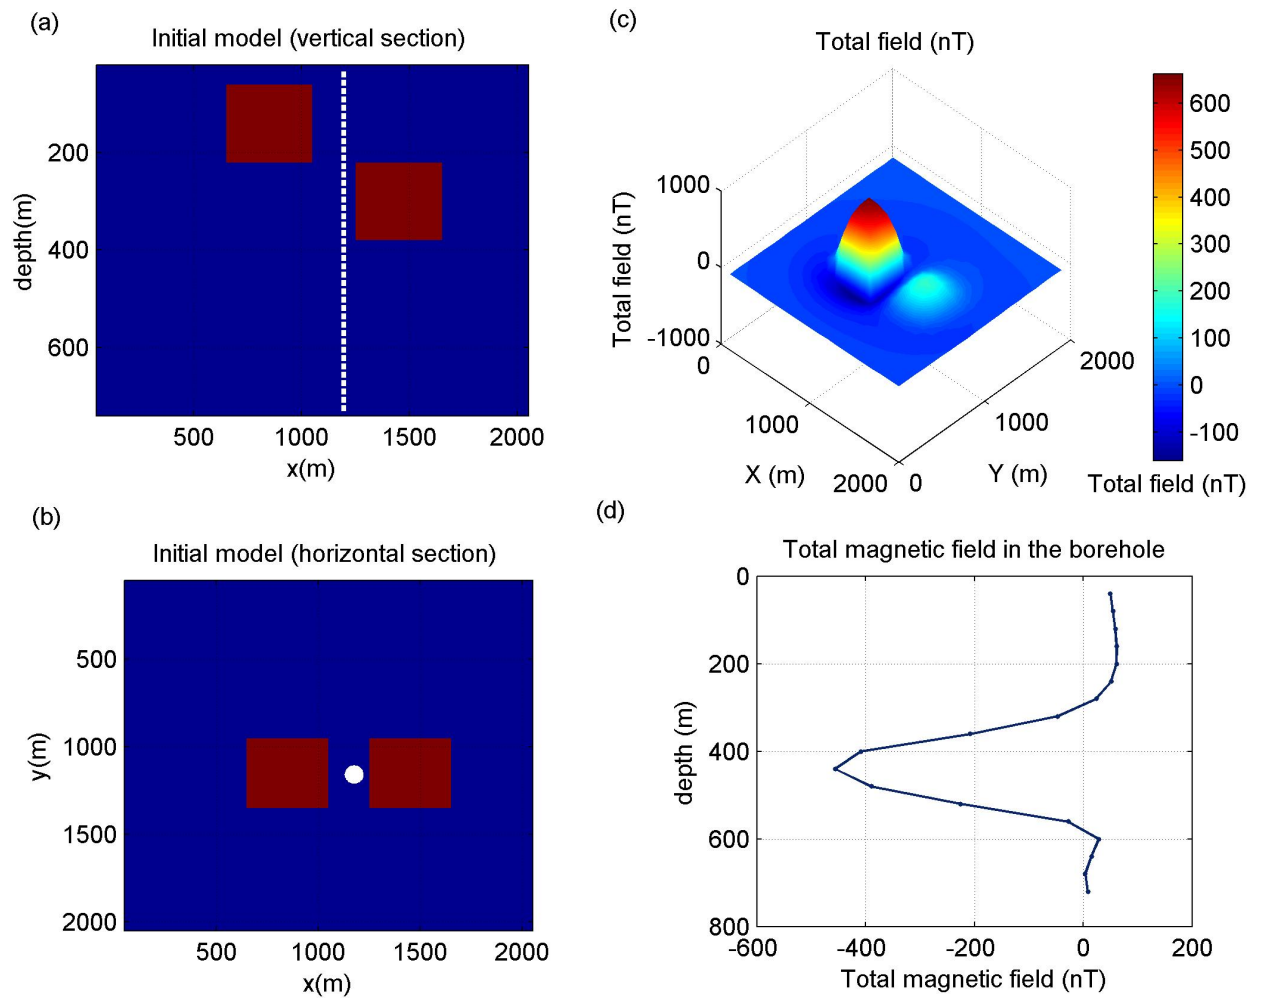 (a)
Initial model (vertical section)
200
400
600
depth(m)
500
1000
1500
2000
x(m)
(b)
Initial model (horizontal section)
500
1000
1500
2000
y(m)
500
1000
1500
2000
x(m)
(c)
Total field (nT)
1000
0
-1000
Total field (nT)
0
1000
2000
X (m)
0
1000
2000
Y (m)
600
500
400
300
200
100
0
-100
Total field (nT)
(d)
Total magnetic field in the borehole
0
200
400
600
800
depth (m)
-600
-400
-200
0
200
Total magnetic field (nT)